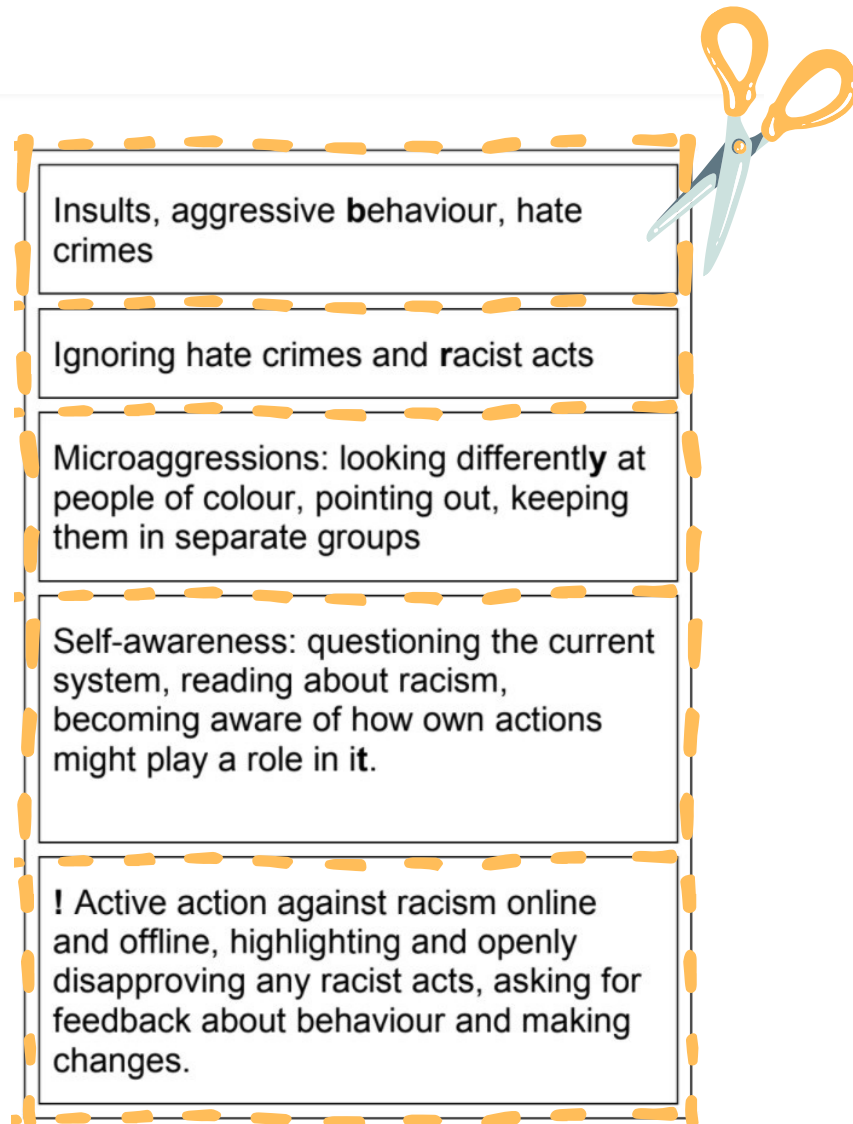 Insults, aggressive behaviour, hate
crimes
Ignoring hate crimes and racist acts
Microaggressions: looking differently at
people of colour, pointing out, keeping
them in separate groups
Self-awareness: questioning the current
system, reading about racism,
becoming aware of how own actions
might play a role in it.
! Active action against racism online
and offline, highlighting and openly
disapproving any racist acts, asking for
feedback about behaviour and making
changes.